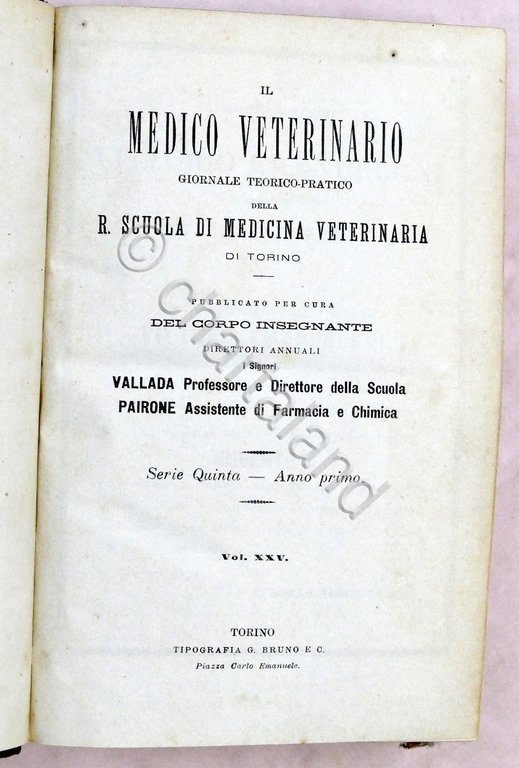 IL
MEDICO VETERINARIO
GIORNALE TEORICO-PRATICO
DELLA
R. SCUOLA DI MEDICINA VETERINARIA
DI TORINO
PUBBLICATO PER CURA
DEL CORPO INSEGNANTE
DIRETTORI ANNUALI
i Signori
VALLADA Professore e Direttore della Scuola
PAIRONE Assistente di Farmacia e Chimica
Serie Quinta — Anno primo
Vol. XXV.
TORINO
TIPOGRAFIA G. BRUNO E C.
Piazza Carlo Emanuele.
© chartaland